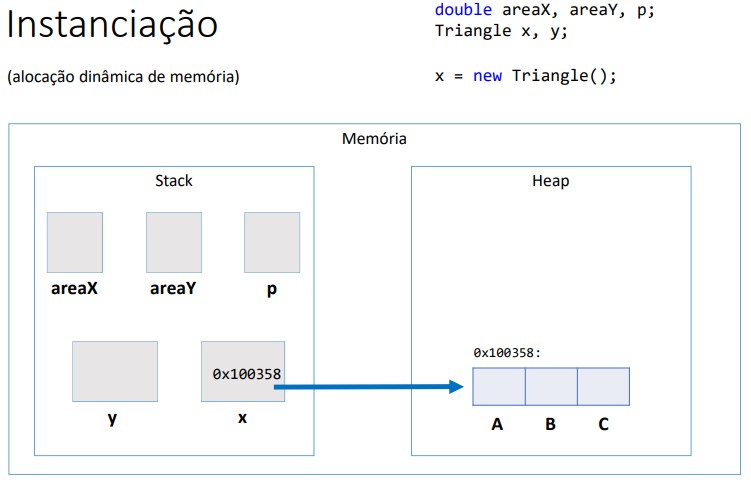 Instanciação
(alocação dinâmica de memória)
double areaX, areaY, p;
Triangle x, y;
x = new Triangle();
Memória
Stack
areaX areaY p
0x100358
y x
Heap
0x100358:
A B C